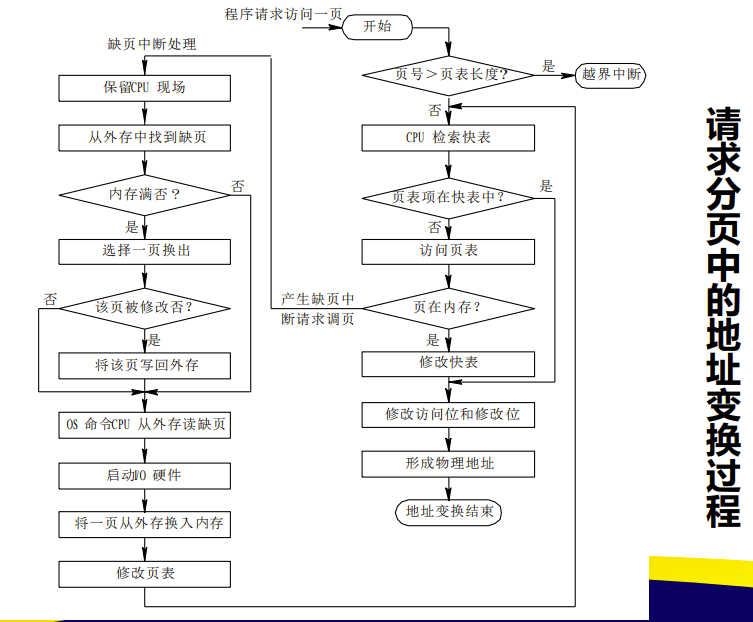 程序请求访问一页
开始
缺页中断处理
保留CPU 现场
从外存中找到缺页
内存满否？
否
是
选择一页换出
否
该页被修改否？
是
将该页写回外存
OS 命令CPU 从外存读缺页
启动I/O 硬件
将一页从外存换入内存
修改页表
页号＞页表长度？
是
越界中断
否
CPU 检索快表
页表项在快表中？
是
否
访问页表
产生缺页中
断请求调页
页在内存？
是
修改快表
修改访问位和修改位
形成物理地址
地址变换结束
请求分页中的地址变换过程